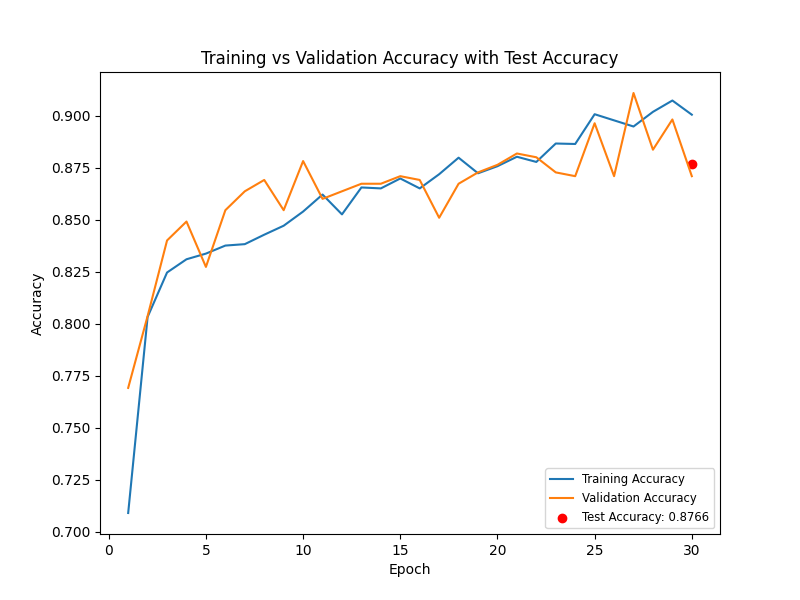 Training vs Validation Accuracy with Test Accuracy
Accuracy
0.900
0.875
0.850
0.825
0.800
0.775
0.750
0.725
0.700
0
5
10
15
20
25
30
Epoch
Training Accuracy
Validation Accuracy
Test Accuracy: 0.8766